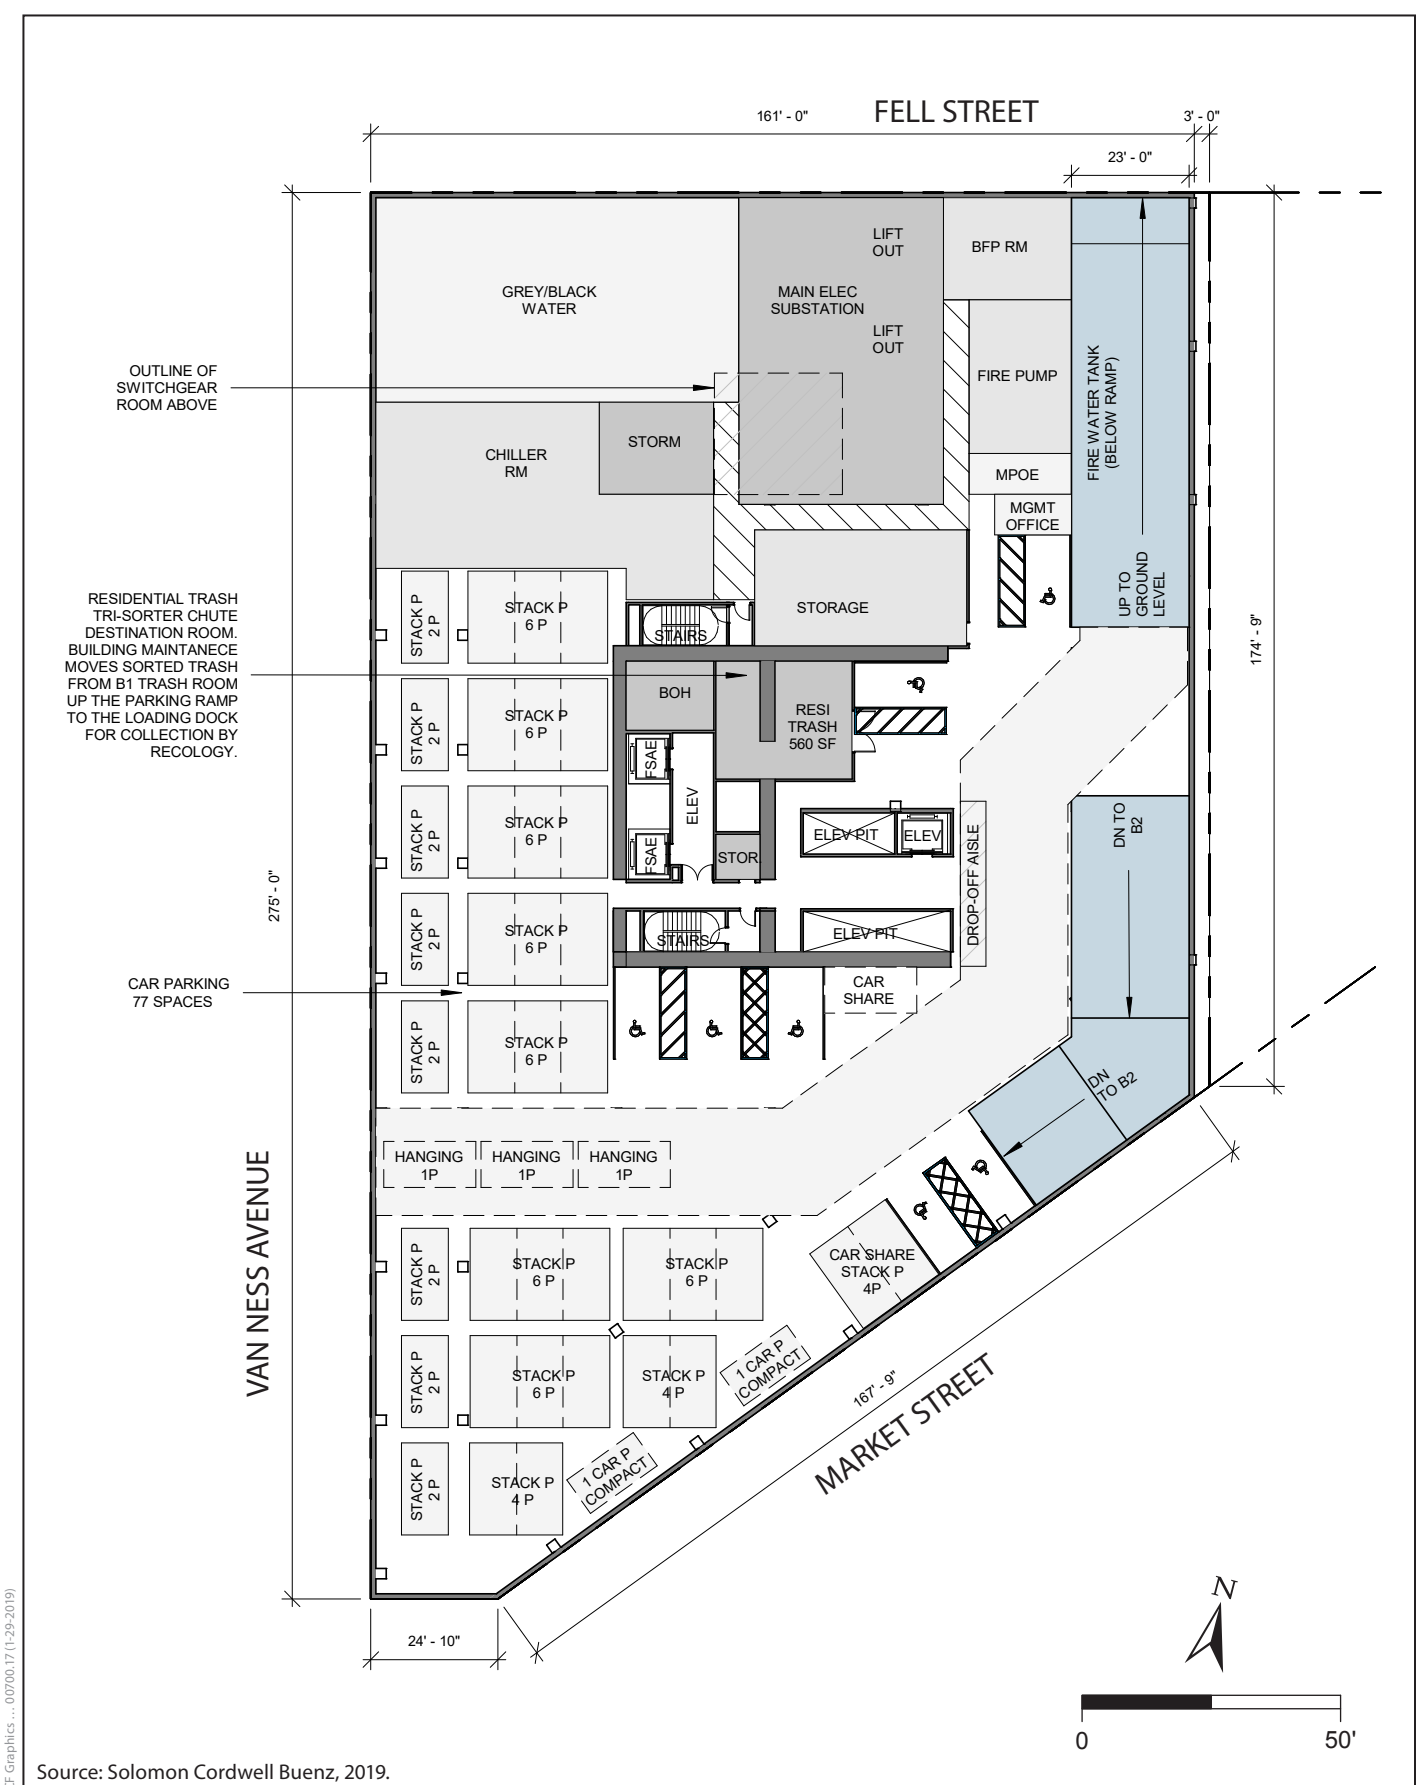 FELL STREET
161' - 0"
3' - 0"
23' - 0"
LIFT
OUT
BFP RM
GREY/BLACK
WATER
MAIN ELEC
SUBSTATION
LIFT
OUT
OUTLINE OF
SWITCHGEAR
ROOM ABOVE
FIRE PUMP
FIRE WATER TANK
(BELOW RAMP)
STORM
CHILLER
RM
MPOE
MGMT
OFFICE
UP TO
GROUND
LEVEL
174' - 9"
RESIDENTIAL TRASH
TRI-SORTER CHUTE
DESTINATION ROOM.
BUILDING MAINTANECE
MOVES SORTED TRASH
FROM B1 TRASH ROOM
UP THE PARKING RAMP
TO THE LOADING DOCK
FOR COLLECTION BY
RECOLOGY.
STACK P
2 P
STACK P
6 P
STAIRS
STORAGE
BOH
RESI
TRASH
560 SF
STACK P
2 P
STACK P
6 P
FSAE
ELEV
STACK P
2 P
STACK P
6 P
FSAE
STOR
ELEV PIT
ELEV
DROP-OFF AISLE
DN TO
B2
275' - 0"
STACK P
2 P
STACK P
6 P
STAIRS
ELEV PIT
CAR PARKING
77 SPACES
CAR
SHARE
STACK P
2 P
STACK P
6 P
DN
TO B2
HANGING
1P
HANGING
1P
HANGING
1P
VAN NESS AVENUE
STACK P
2 P
STACK P
6 P
STACK P
6 P
CAR SHARE
STACK P
4P
STACK P
2 P
STACK P
6 P
STACK P
4 P
1 CAR P
COMPACT
167' - 9"
MARKET STREET
STACK P
2 P
STACK P
4 P
1 CAR P
COMPACT
24' - 10"
N
0
50'
Graphics … 00700.17 (1-29-2019)
Source: Solomon Cordwell Buenz, 2019.